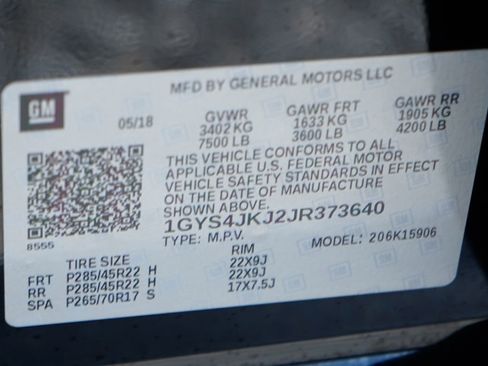 MFD BY GENERAL MOTORS LLC
GM
05/18
GVWR GAWR FRT GAWR RR
3402 KG 1633 KG 1905 KG
7500 LB 3600 LB 4200 LB
THIS VEHICLE CONFORMS TO ALL
APPLICABLE U.S. FEDERAL MOTOR
VEHICLE SAFETY STANDARDS IN EFFECT
ON THE DATE OF MANUFACTURE
SHOWN ABOVE.
8555
1GYS4JKJ2JR373640
TYPE: M.P.V. MODEL: 206K15906
TIRE SIZE RIM
FRT P285/45R22 H 22X9J
RR P285/45R22 H 22X9J
SPA P265/70R17 S 17X7.5J